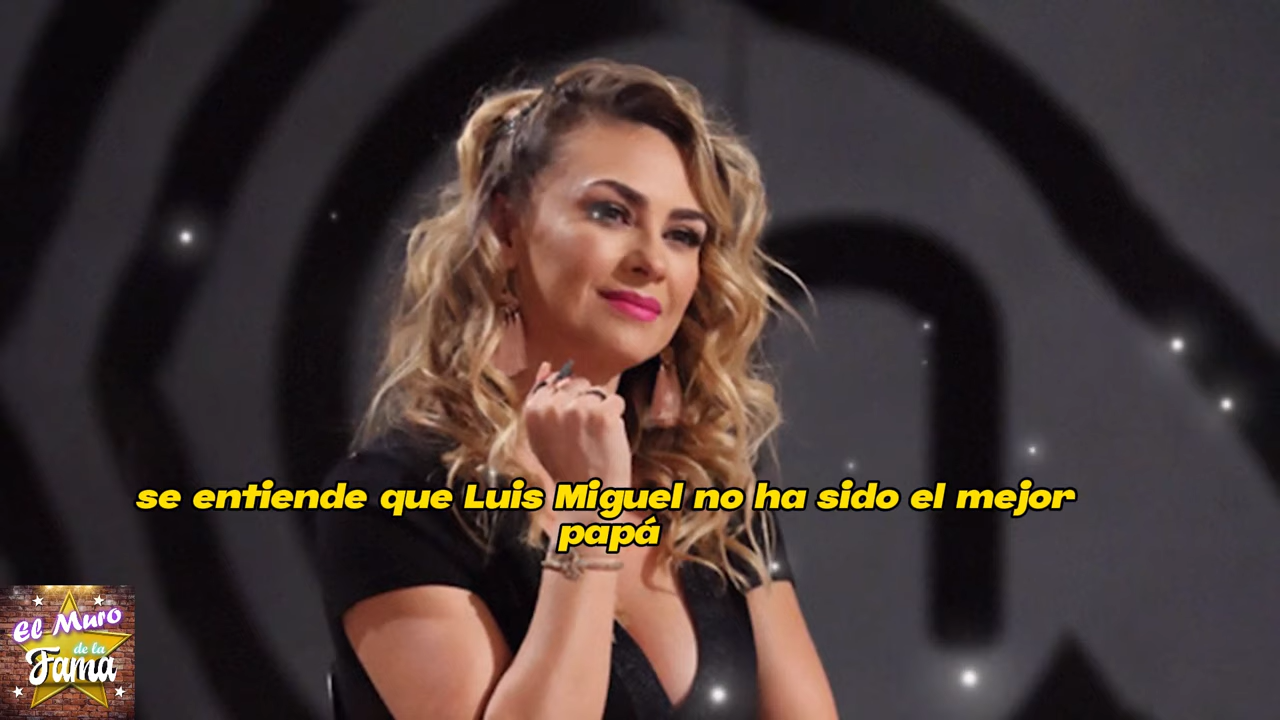 se entiende que Luis Miguel no ha sido el mejor
papá
El Muro
de la
Fama